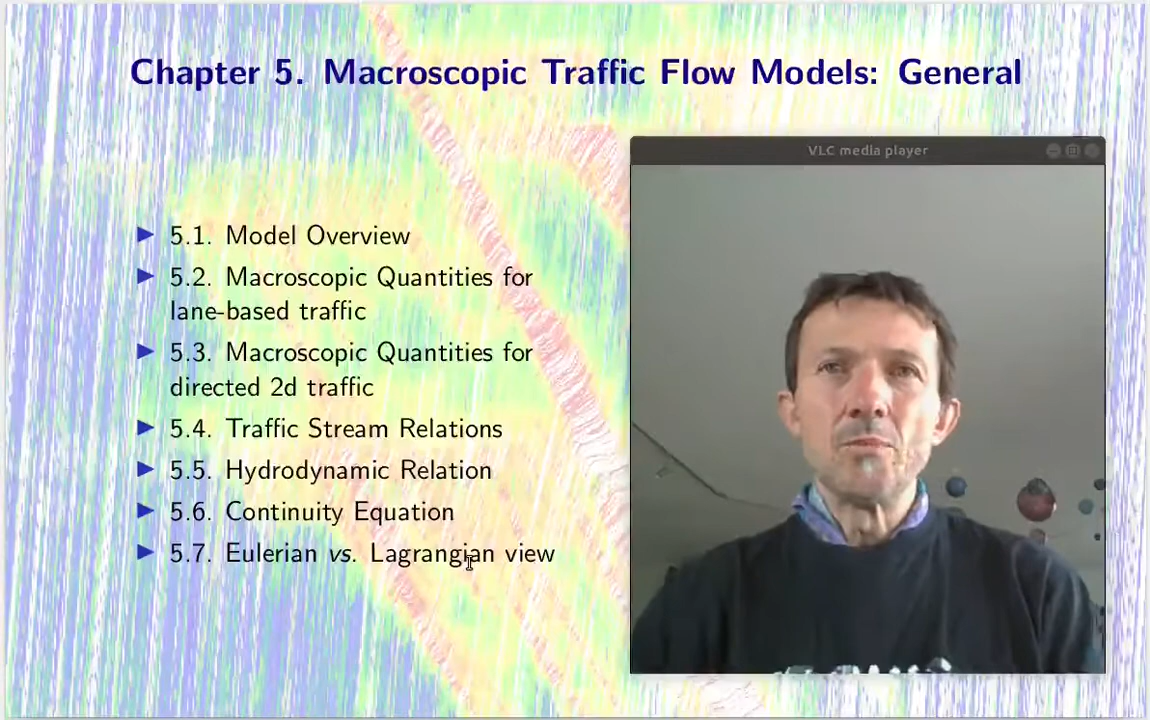 Chapter 5. Macroscopic Traffic Flow Models: General
VLC media player
▶ 5.1. Model Overview
▶ 5.2. Macroscopic Quantities for
lane-based traffic
▶ 5.3. Macroscopic Quantities for
directed 2d traffic
▶ 5.4. Traffic Stream Relations
▶ 5.5. Hydrodynamic Relation
▶ 5.6. Continuity Equation
▶ 5.7. Eulerian vs. Lagrangian view